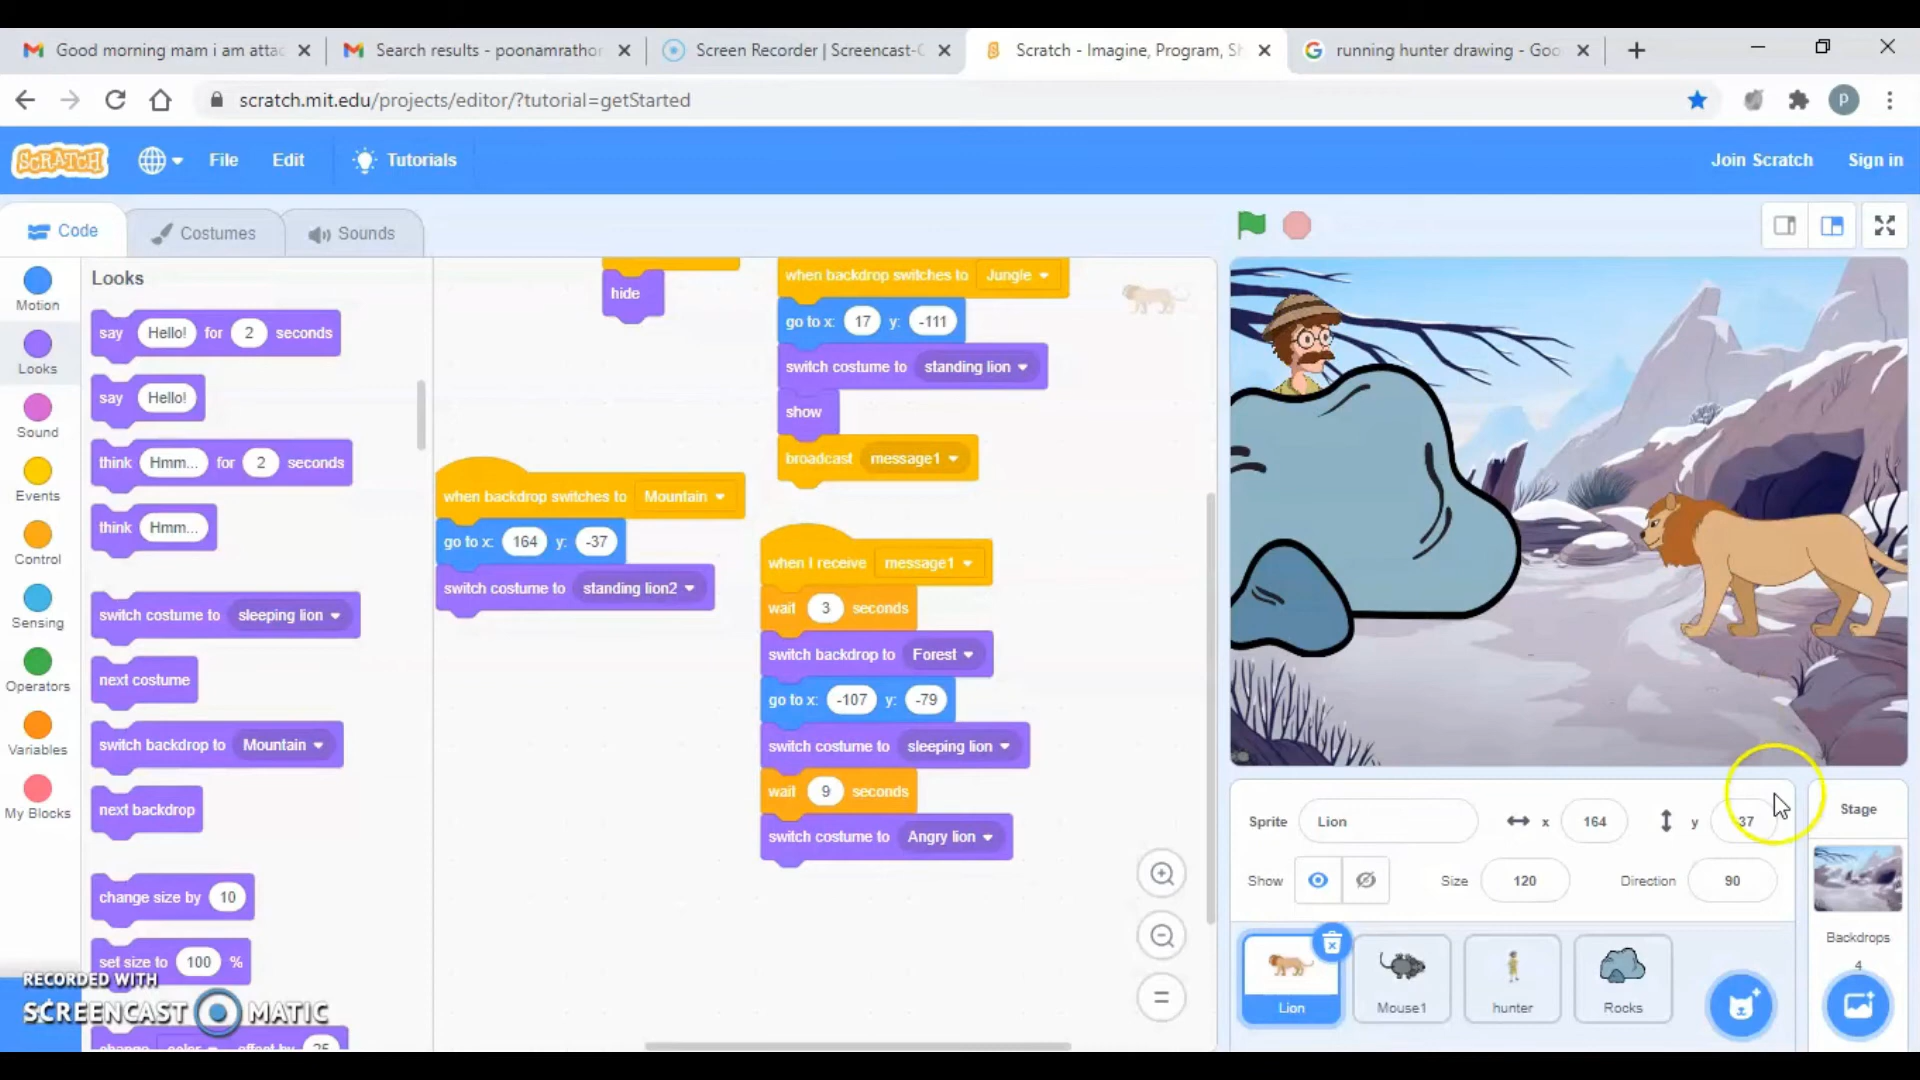 Good morning mam i am atta
Search results - poonamrathor
Screen Recorder | Screencast-O
Scratch - Imagine, Program, Sh
running hunter drawing - Goo
scratch.mit.edu/projects/editor/?tutorial=getStarted
P
SCRATCH
File
Edit
Tutorials
Join Scratch
Sign in
Code
Costumes
Sounds
Motion
Looks
Sound
Events
Control
Sensing
Operators
Variables
My Blocks
Looks
say Hello! for 2 seconds
say Hello!
think Hmm... for 2 seconds
think Hmm...
switch costume to sleeping lion
next costume
switch backdrop to Mountain
next backdrop
change size by 10
set size to 100 %
change color effect by 25
hide
when backdrop switches to Mountain
go to x: 164 y: -37
switch costume to standing lion2
when backdrop switches to Jungle
go to x: 17 y: -111
switch costume to standing lion
show
broadcast message1
when I receive message1
wait 3 seconds
switch backdrop to Forest
go to x: -107 y: -79
switch costume to sleeping lion
wait 9 seconds
switch costume to Angry lion
Sprite Lion x 164 y 37
Show Size 120 Direction 90
Lion
Mouse1
hunter
Rocks
Stage
Backdrops
4
RECORDED WITH
SCREENCAST MATIC